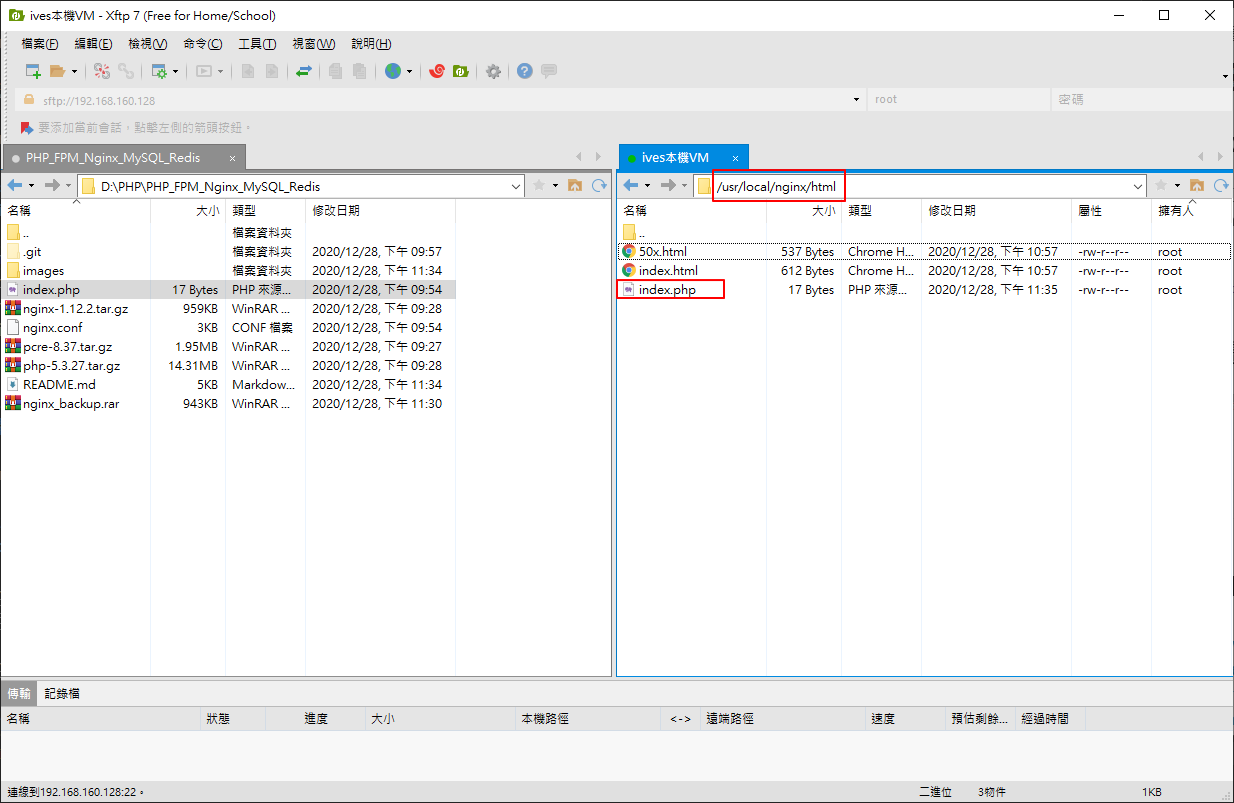 ives本機VM - Xftp 7 (Free for Home/School)
檔案(F) 編輯(E) 檢視(V) 命令(C) 工具(T) 視窗(W) 說明(H)
sftp://192.168.160.128 root 密碼
要添加當前會話，點擊左側的箭頭按鈕。
PHP_FPM_Nginx_MySQL_Redis × ives本機VM ×
D:\PHP\PHP_FPM_Nginx_MySQL_Redis /usr/local/nginx/html
名稱 大小 類型 修改日期 名稱 大小 類型 修改日期 屬性 擁有人
.. 檔案資料夾 ..
.git 檔案資料夾 2020/12/28, 下午 09:57 50x.html 537 Bytes Chrome H... 2020/12/28, 下午 10:57 -rw-r--r-- root
images 檔案資料夾 2020/12/28, 下午 11:34 index.html 612 Bytes Chrome H... 2020/12/28, 下午 10:57 -rw-r--r-- root
index.php 17 Bytes PHP 來源... 2020/12/28, 下午 09:54 index.php 17 Bytes PHP 來源... 2020/12/28, 下午 11:35 -rw-r--r-- root
nginx-1.12.2.tar.gz 959KB WinRAR ... 2020/12/28, 下午 09:28
nginx.conf 3KB CONF 檔案 2020/12/28, 下午 09:54
pcre-8.37.tar.gz 1.95MB WinRAR ... 2020/12/28, 下午 09:27
php-5.3.27.tar.gz 14.31MB WinRAR ... 2020/12/28, 下午 09:28
README.md 5KB Markdow... 2020/12/28, 下午 11:34
nginx_backup.rar 943KB WinRAR ... 2020/12/28, 下午 11:30
傳輸 記錄檔
名稱 狀態 進度 大小 本機路徑 <-> 遠端路徑 速度 預估剩餘... 經過時間
連線到192.168.160.128:22。 二進位 3物件 1KB